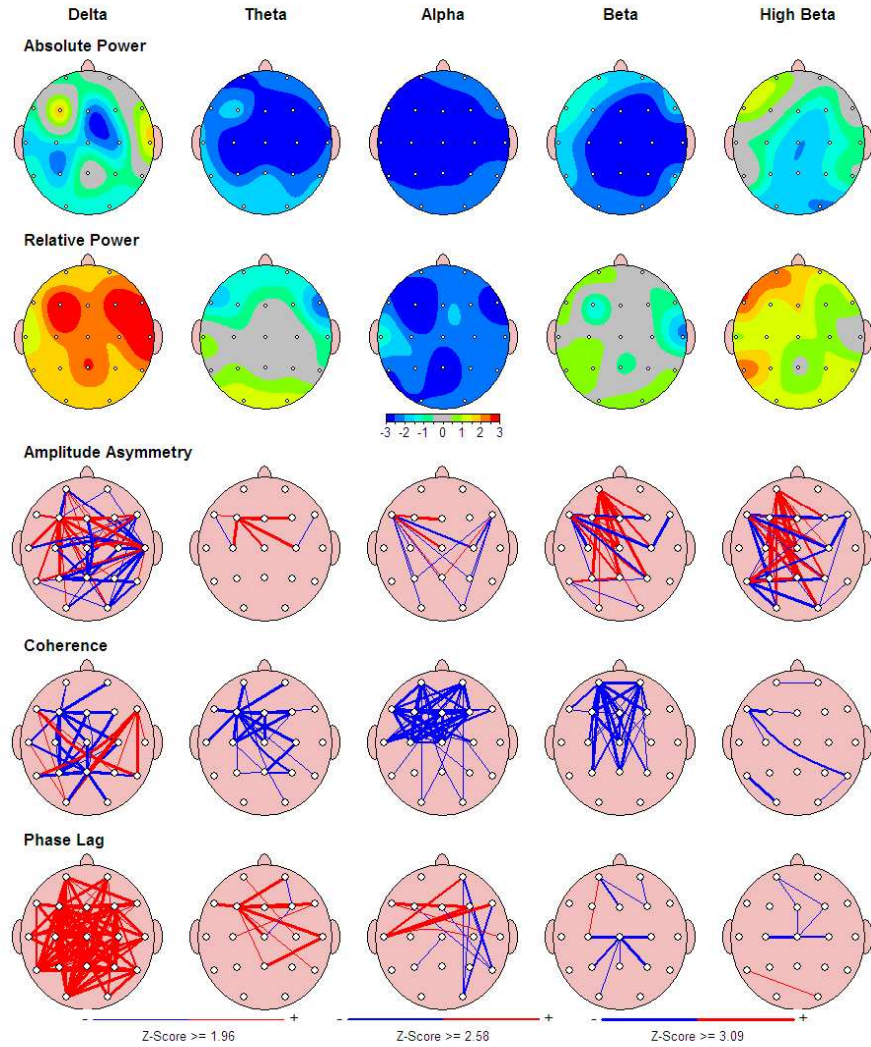 Delta Theta Alpha Beta High Beta
Absolute Power
Relative Power
-3 -2 -1 0 1 2 3
Amplitude Asymmetry
Coherence
Phase Lag
- + - + - +
Z-Score >= 1.96 Z-Score >= 2.58 Z-Score >= 3.09